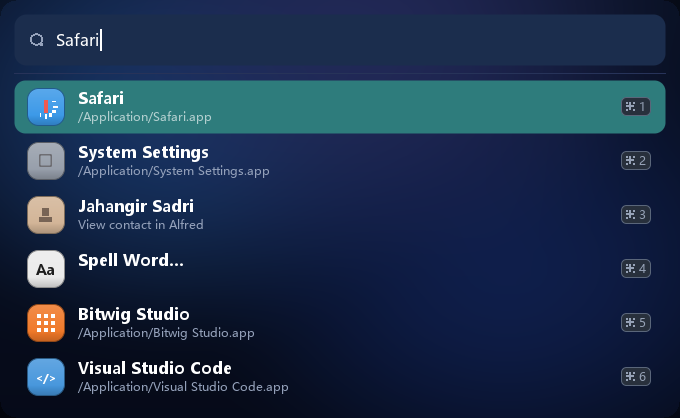 Safari
Safari
/Application/Safari.app
1
System Settings
/Application/System Settings.app
2
Jahangir Sadri
View contact in Alfred
3
Aa
Spell Word...
4
Bitwig Studio
/Application/Bitwig Studio.app
5
</>
Visual Studio Code
/Application/Visual Studio Code.app
6